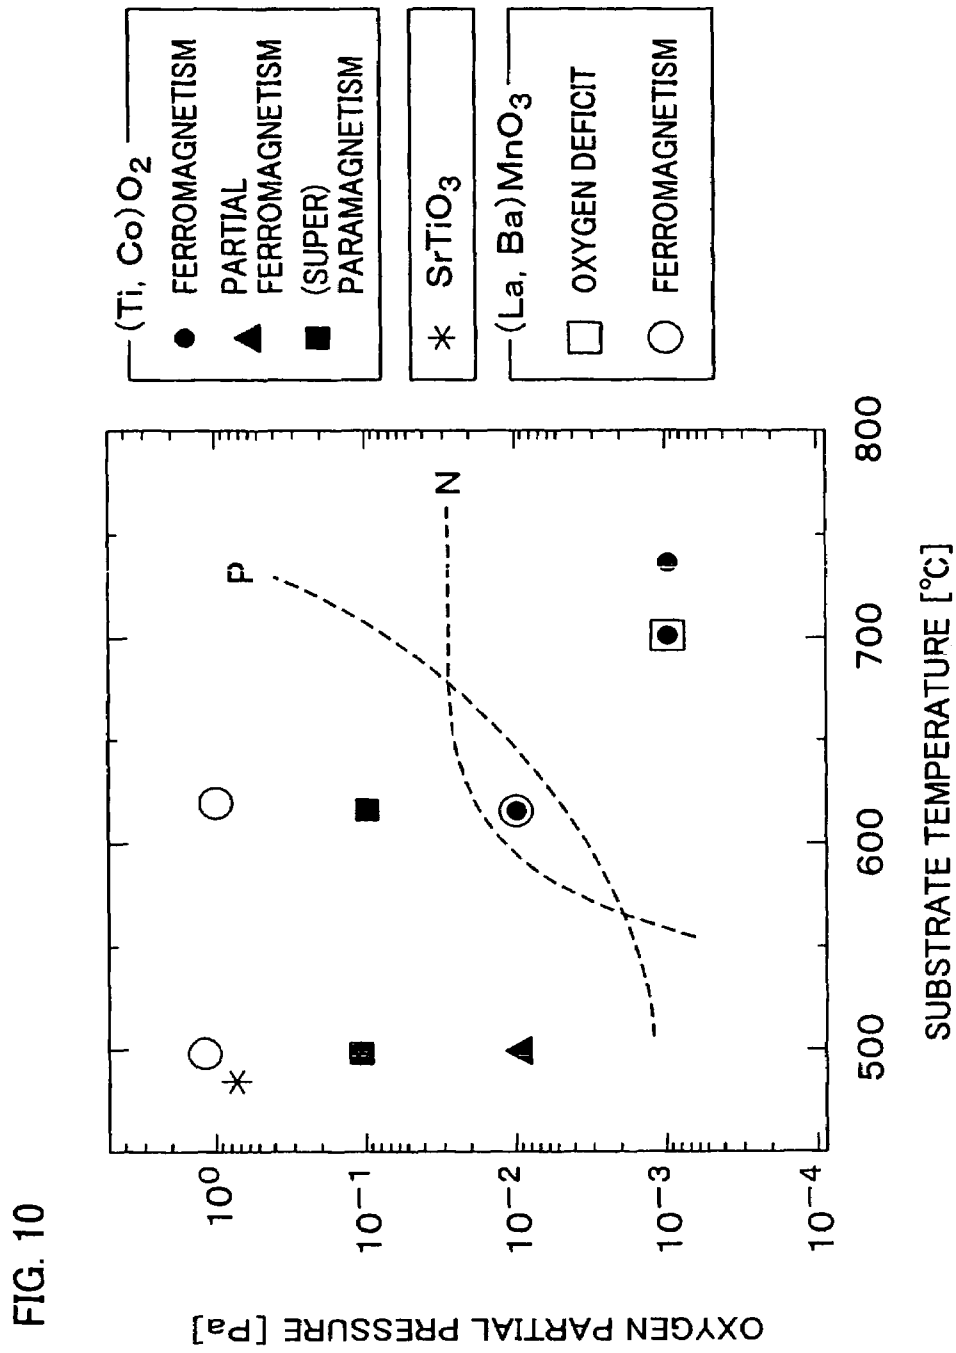 FIG. 10
OXYGEN PARTIAL PRESSURE [Pa]
10⁰
10⁻¹
10⁻²
10⁻³
10⁻⁴
500
600
700
800
SUBSTRATE TEMPERATURE [°C]
P
N
(Ti, Co)O₂
FERROMAGNETISM
PARTIAL
FERROMAGNETISM
(SUPER)
PARAMAGNETISM
SrTiO₃
(La, Ba)MnO₃
OXYGEN DEFICIT
FERROMAGNETISM